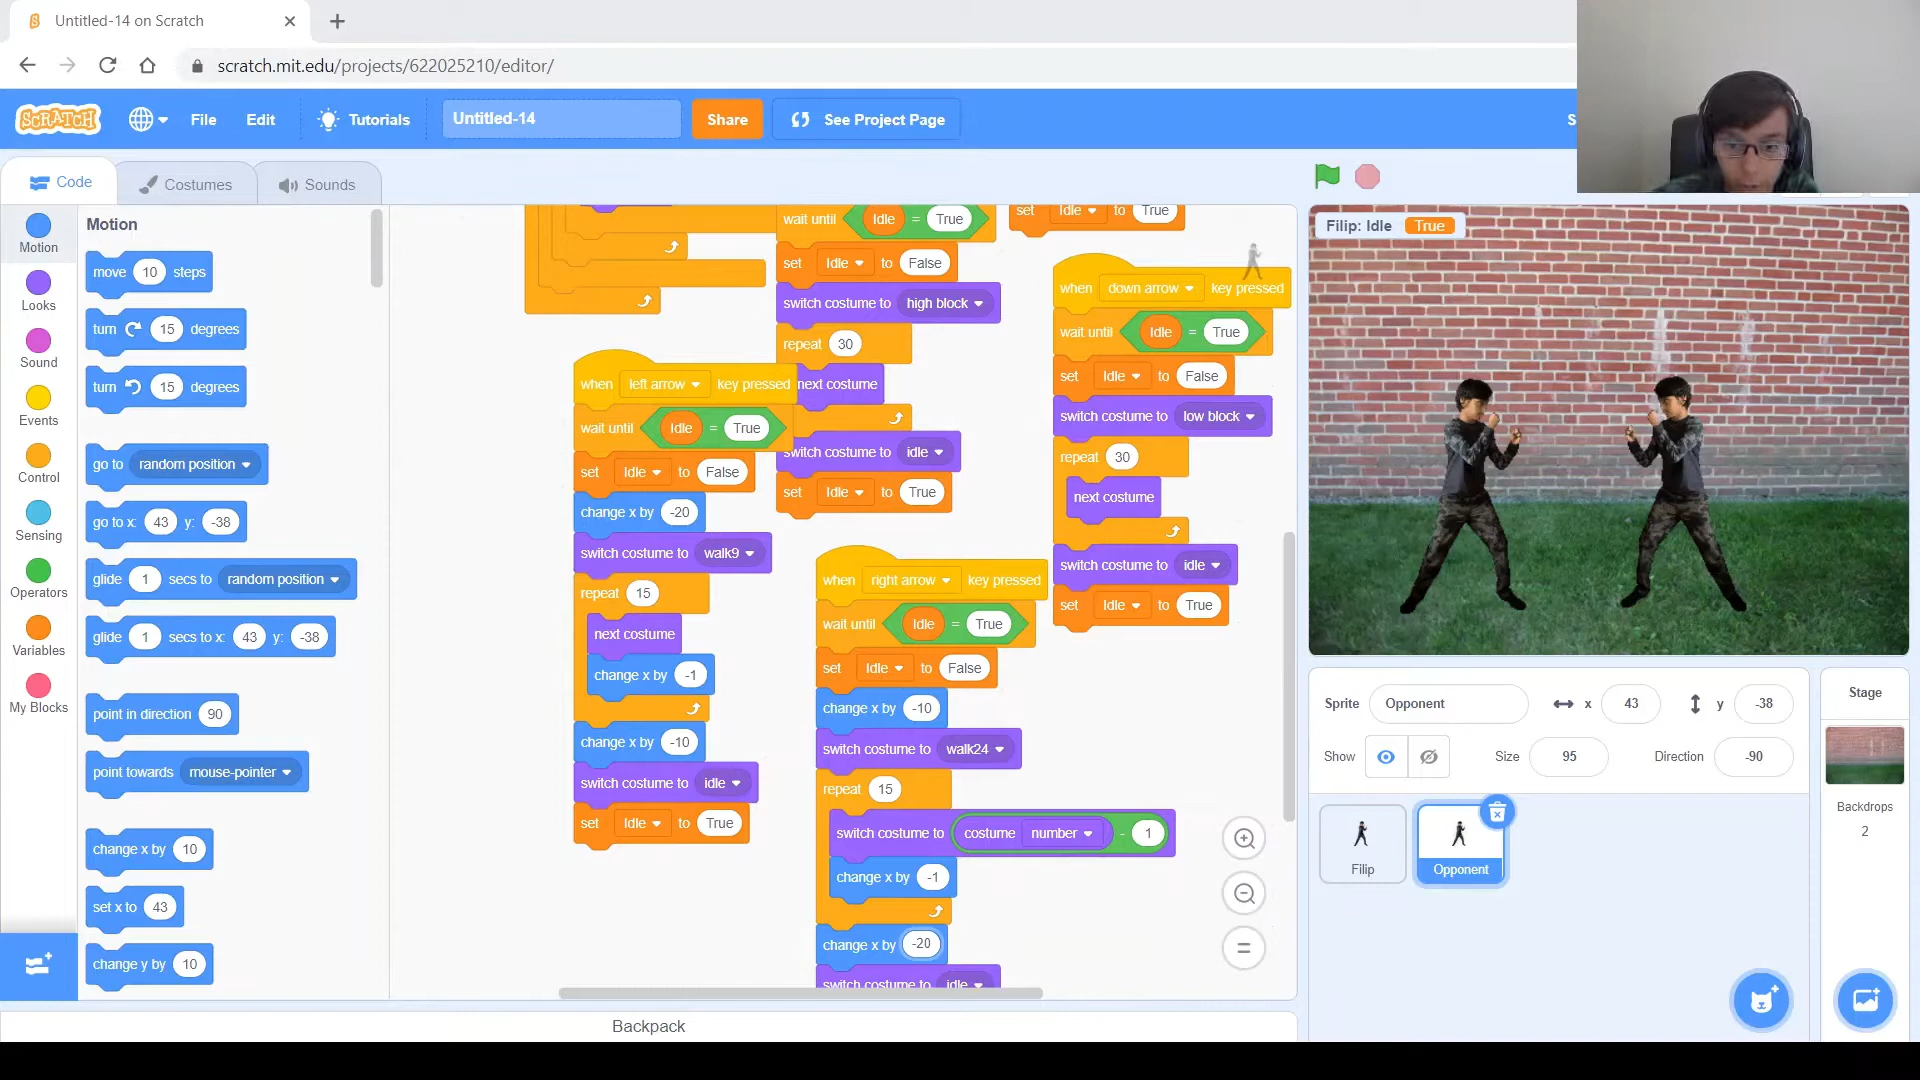 Untitled-14 on Scratch
scratch.mit.edu/projects/622025210/editor/
SCRATCH
File
Edit
Tutorials
Untitled-14
Share
See Project Page
S
Code
Costumes
Sounds
Motion
Looks
Sound
Events
Control
Sensing
Operators
Variables
My Blocks
Motion
move 10 steps
turn 15 degrees
turn 15 degrees
go to random position
go to x: 43 y: -38
glide 1 secs to random position
glide 1 secs to x: 43 y: -38
point in direction 90
point towards mouse-pointer
change x by 10
set x to 43
change y by 10
when left arrow key pressed
wait until Idle = True
set Idle to False
change x by -20
switch costume to walk9
repeat 15
next costume
change x by -1
change x by -10
switch costume to idle
set Idle to True
wait until Idle = True
set Idle to False
switch costume to high block
repeat 30
next costume
switch costume to idle
set Idle to True
when right arrow key pressed
wait until Idle = True
set Idle to False
change x by -10
switch costume to walk24
repeat 15
switch costume to costume number - 1
change x by -1
change x by -20
switch costume to idle
set Idle to True
when down arrow key pressed
wait until Idle = True
set Idle to False
switch costume to low block
repeat 30
next costume
switch costume to idle
set Idle to True
Backpack
Filip: Idle True
Sprite Opponent x 43 y -38
Show Size 95 Direction -90
Filip
Opponent
Stage
Backdrops
2